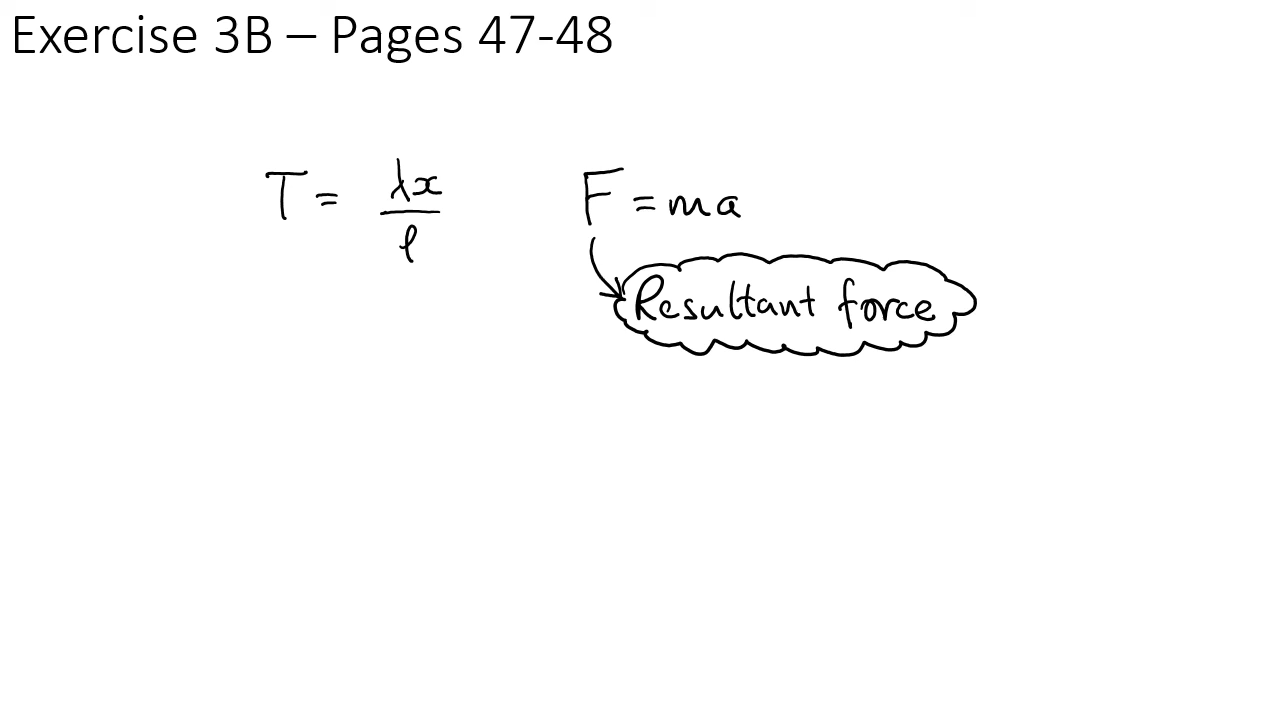 Exercise 3B – Pages 47-48
T = λx/l F = ma
Resultant force